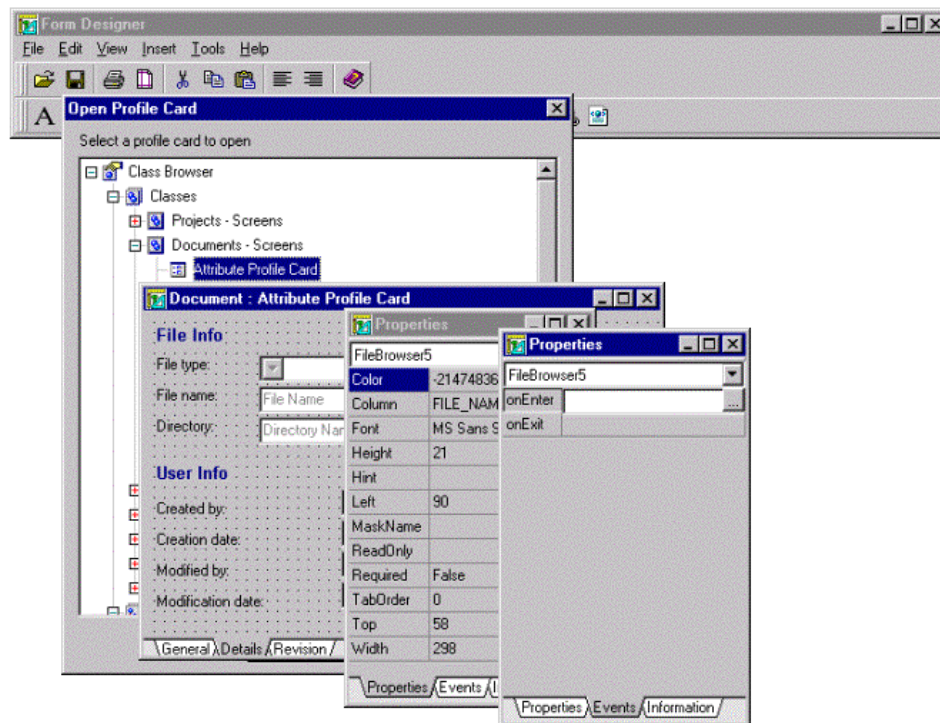 Form Designer
File Edit View Insert Tools Help
A
Open Profile Card
Select a profile card to open
Class Browser
Classes
Projects - Screens
Documents - Screens
Attribute Profile Card
Document : Attribute Profile Card
File Info
File type:
File name: File Name
Directory:
User Info
Created by:
Creation date:
Modified by:
Modification date:
General Details Revision
Properties
FileBrowser5
Color -21474836
Column
Font MS Sans
Height 21
Hint
Left 90
MaskName
ReadOnly
Required False
TabOrder 0
Top 58
Width 298
Properties Events
Properties
FileBrowser5
onEnter ...
onExit
Properties Events Information